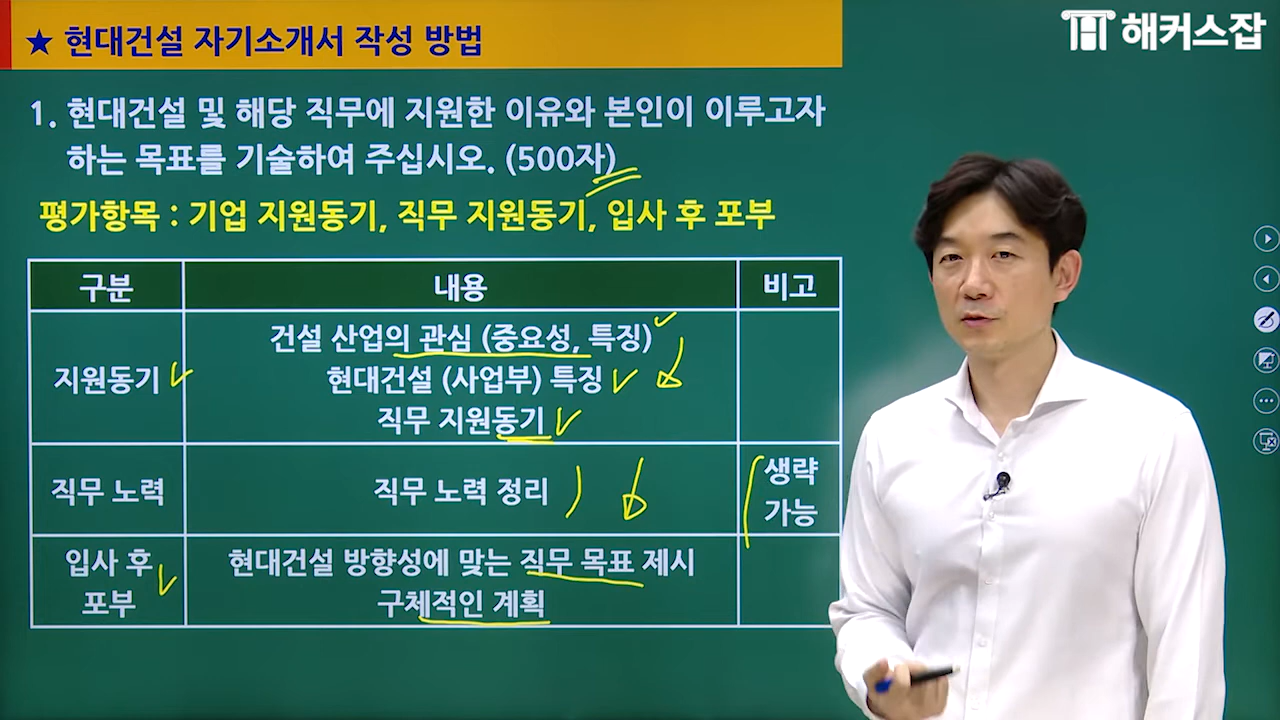 ★ 현대건설 자기소개서 작성 방법
해커스잡
1. 현대건설 및 해당 직무에 지원한 이유와 본인이 이루고자
하는 목표를 기술하여 주십시오. (500자)
평가항목 : 기업 지원동기, 직무 지원동기, 입사 후 포부
구분 내용 비고
지원동기
건설 산업의 관심 (중요성, 특징)
현대건설 (사업부) 특징
직무 지원동기
직무 노력
직무 노력 정리
생략
가능
입사 후
포부
현대건설 방향성에 맞는 직무 목표 제시
구체적인 계획